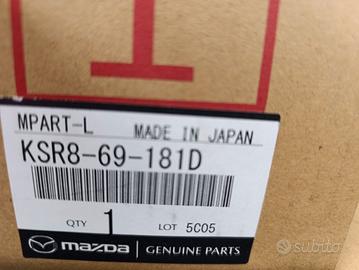 MPART-L MADE IN JAPAN
KSR8-69-181D
QTY 1 LOT 5C05
mazda GENUINE PARTS
subito